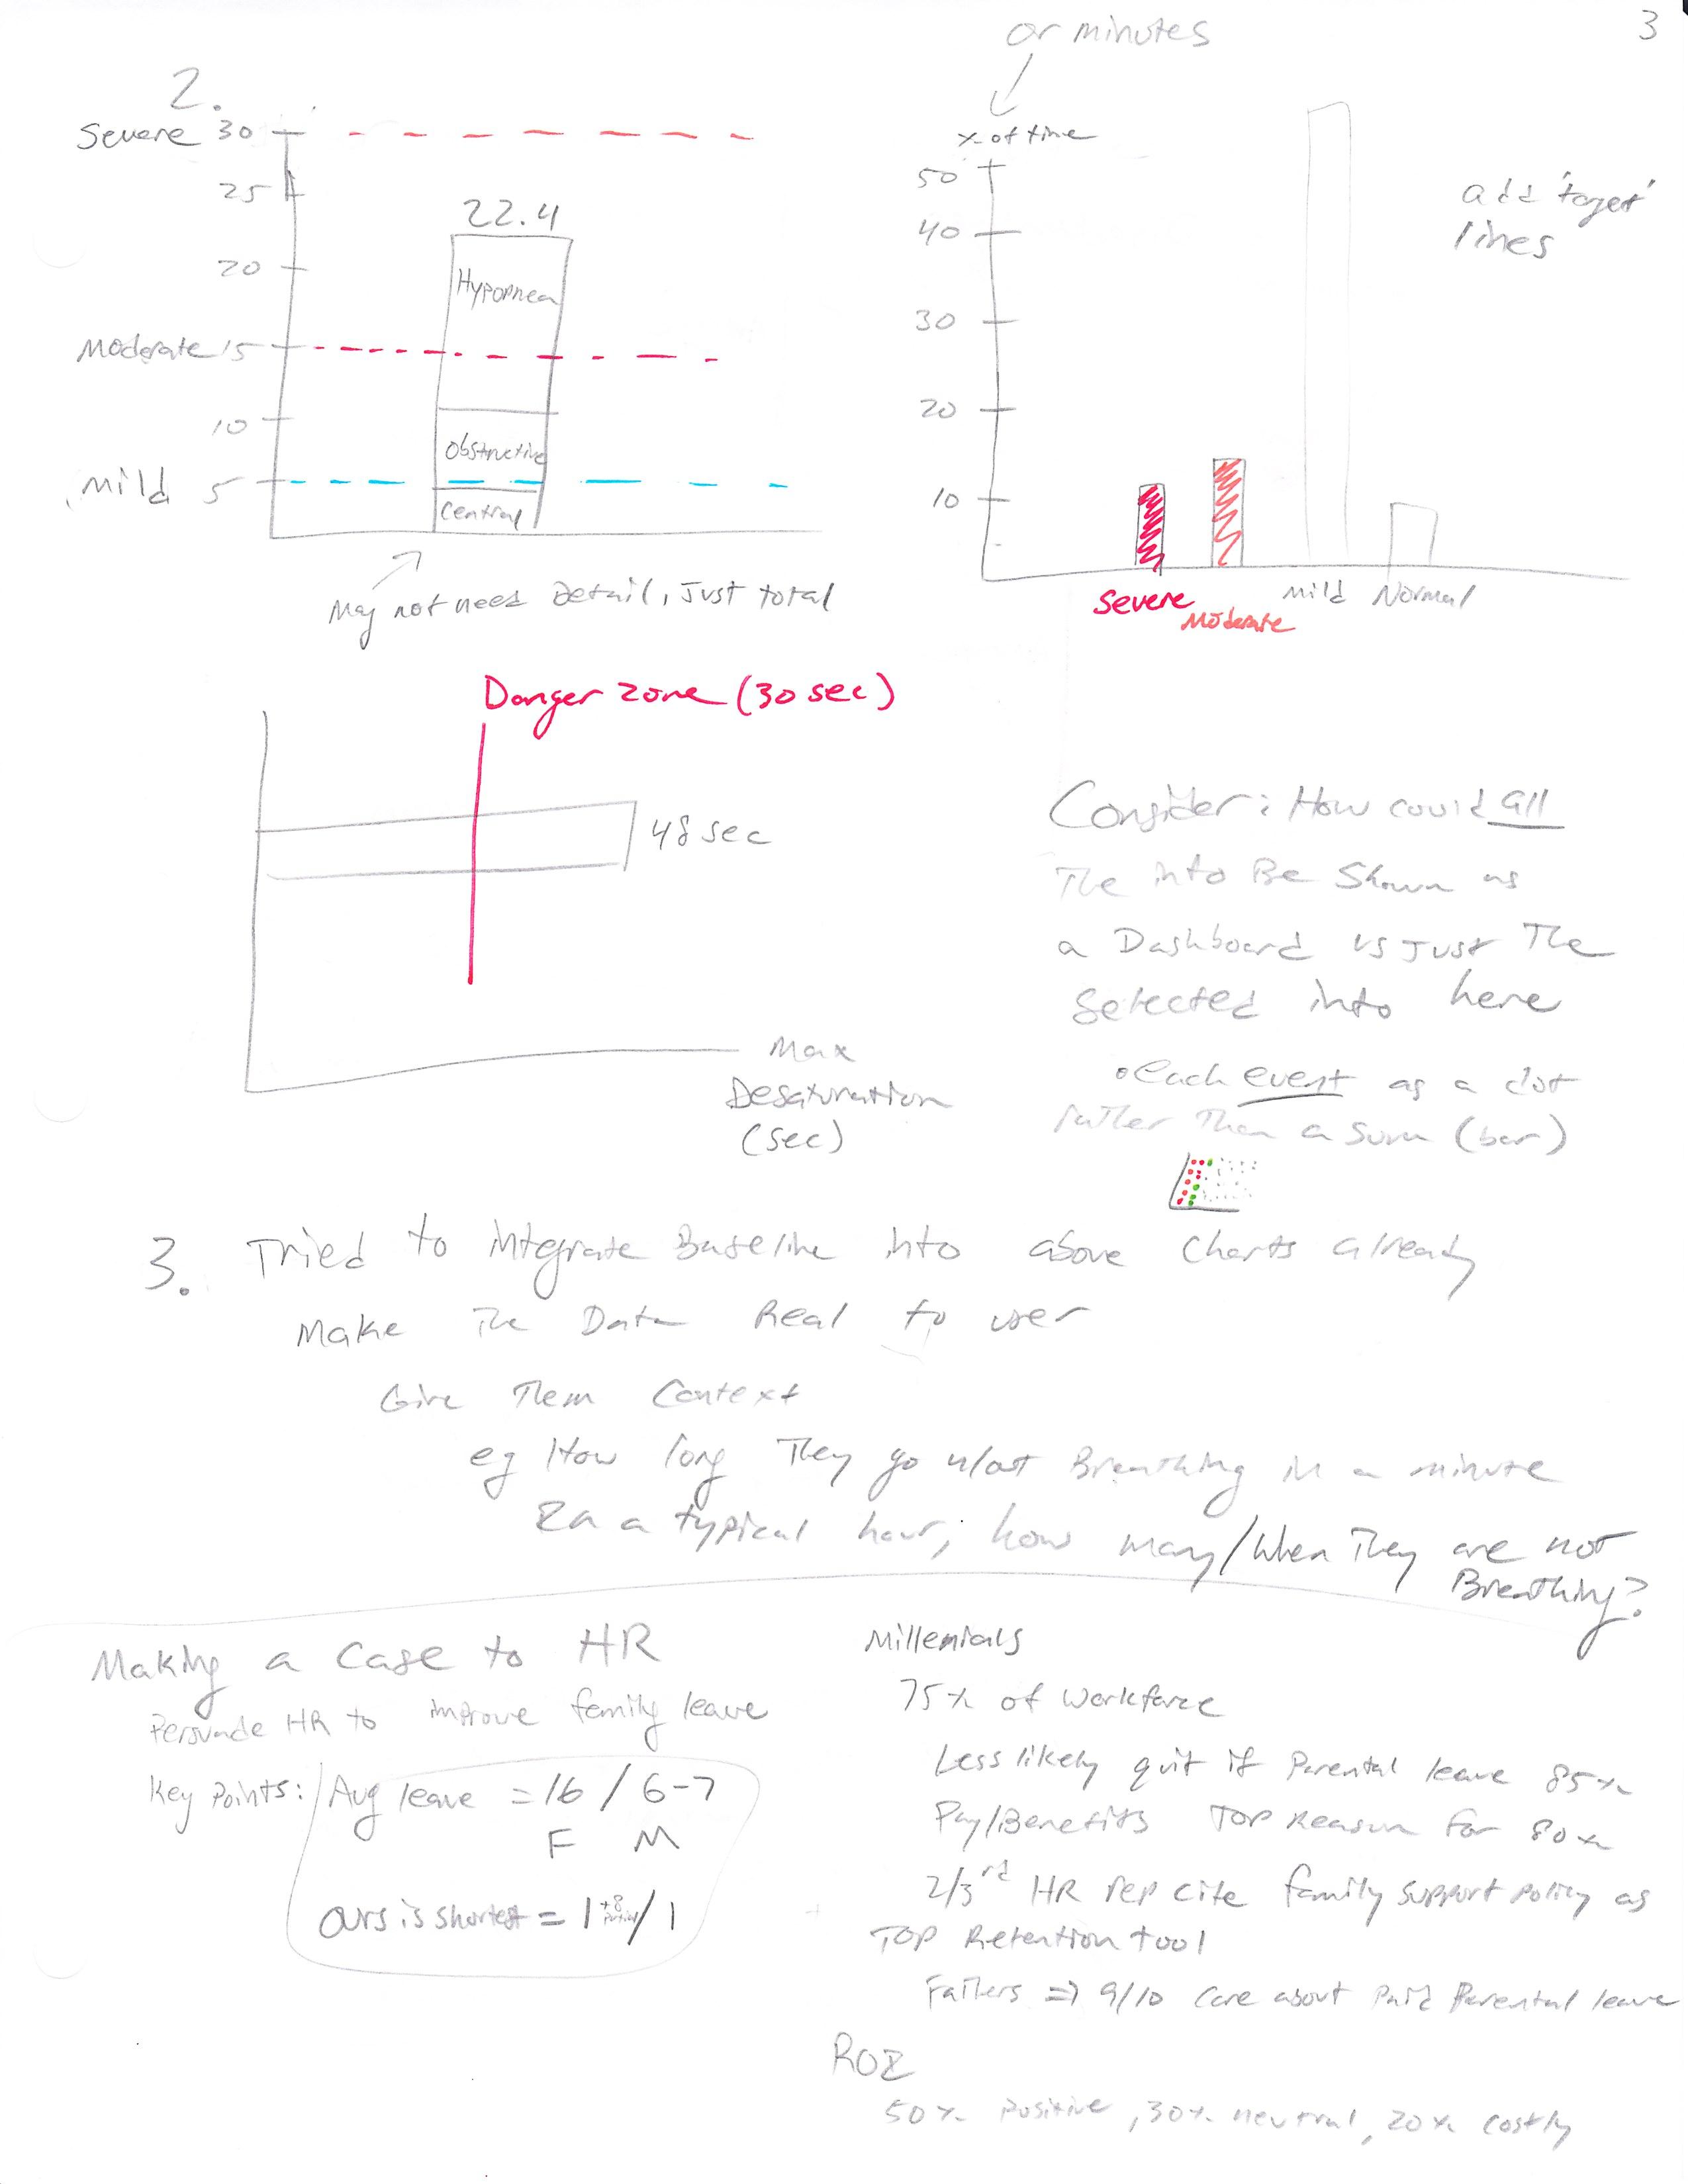 3
2.
Severe 30
25
22.4
20
Hypopnea
Moderate 15
10
Obstructive
Mild 5
Central
May not need Detail, Just total
or minutes
% of time
50
40
30
20
10
add 'target'
lines
Severe
Moderate
Mild
Normal
Danger zone (30 sec)
48 sec
Max
Desaturation
(sec)
Consider: How could all
The info Be Shown as
a Dashboard vs Just The
Selected info here
• each event as a dot
rather Than a sum (bar)
3. Tried to integrate Baseline into above Charts already
Make The Data Real to user
Give Them Context
eg How long They go w/out Breathing in a minute
In a typical hour, how many/when They are not
Breathing?
Making a Case to HR
Persuade HR to improve family leave
Key Points: Avg leave = 16 / 6-7
F M
Ours is shortest = 1 +8 / 1
Millenials
75% of workforce
Less likely quit if Parental leave 85%
Pay/Benefits Top Reason for 80%
2/3rd HR rep cite family support policy as
TOP Retention tool
Fathers ⇒ 9/10 care about Paid Parental leave
ROI
50% positive, 30% neutral, 20% costly